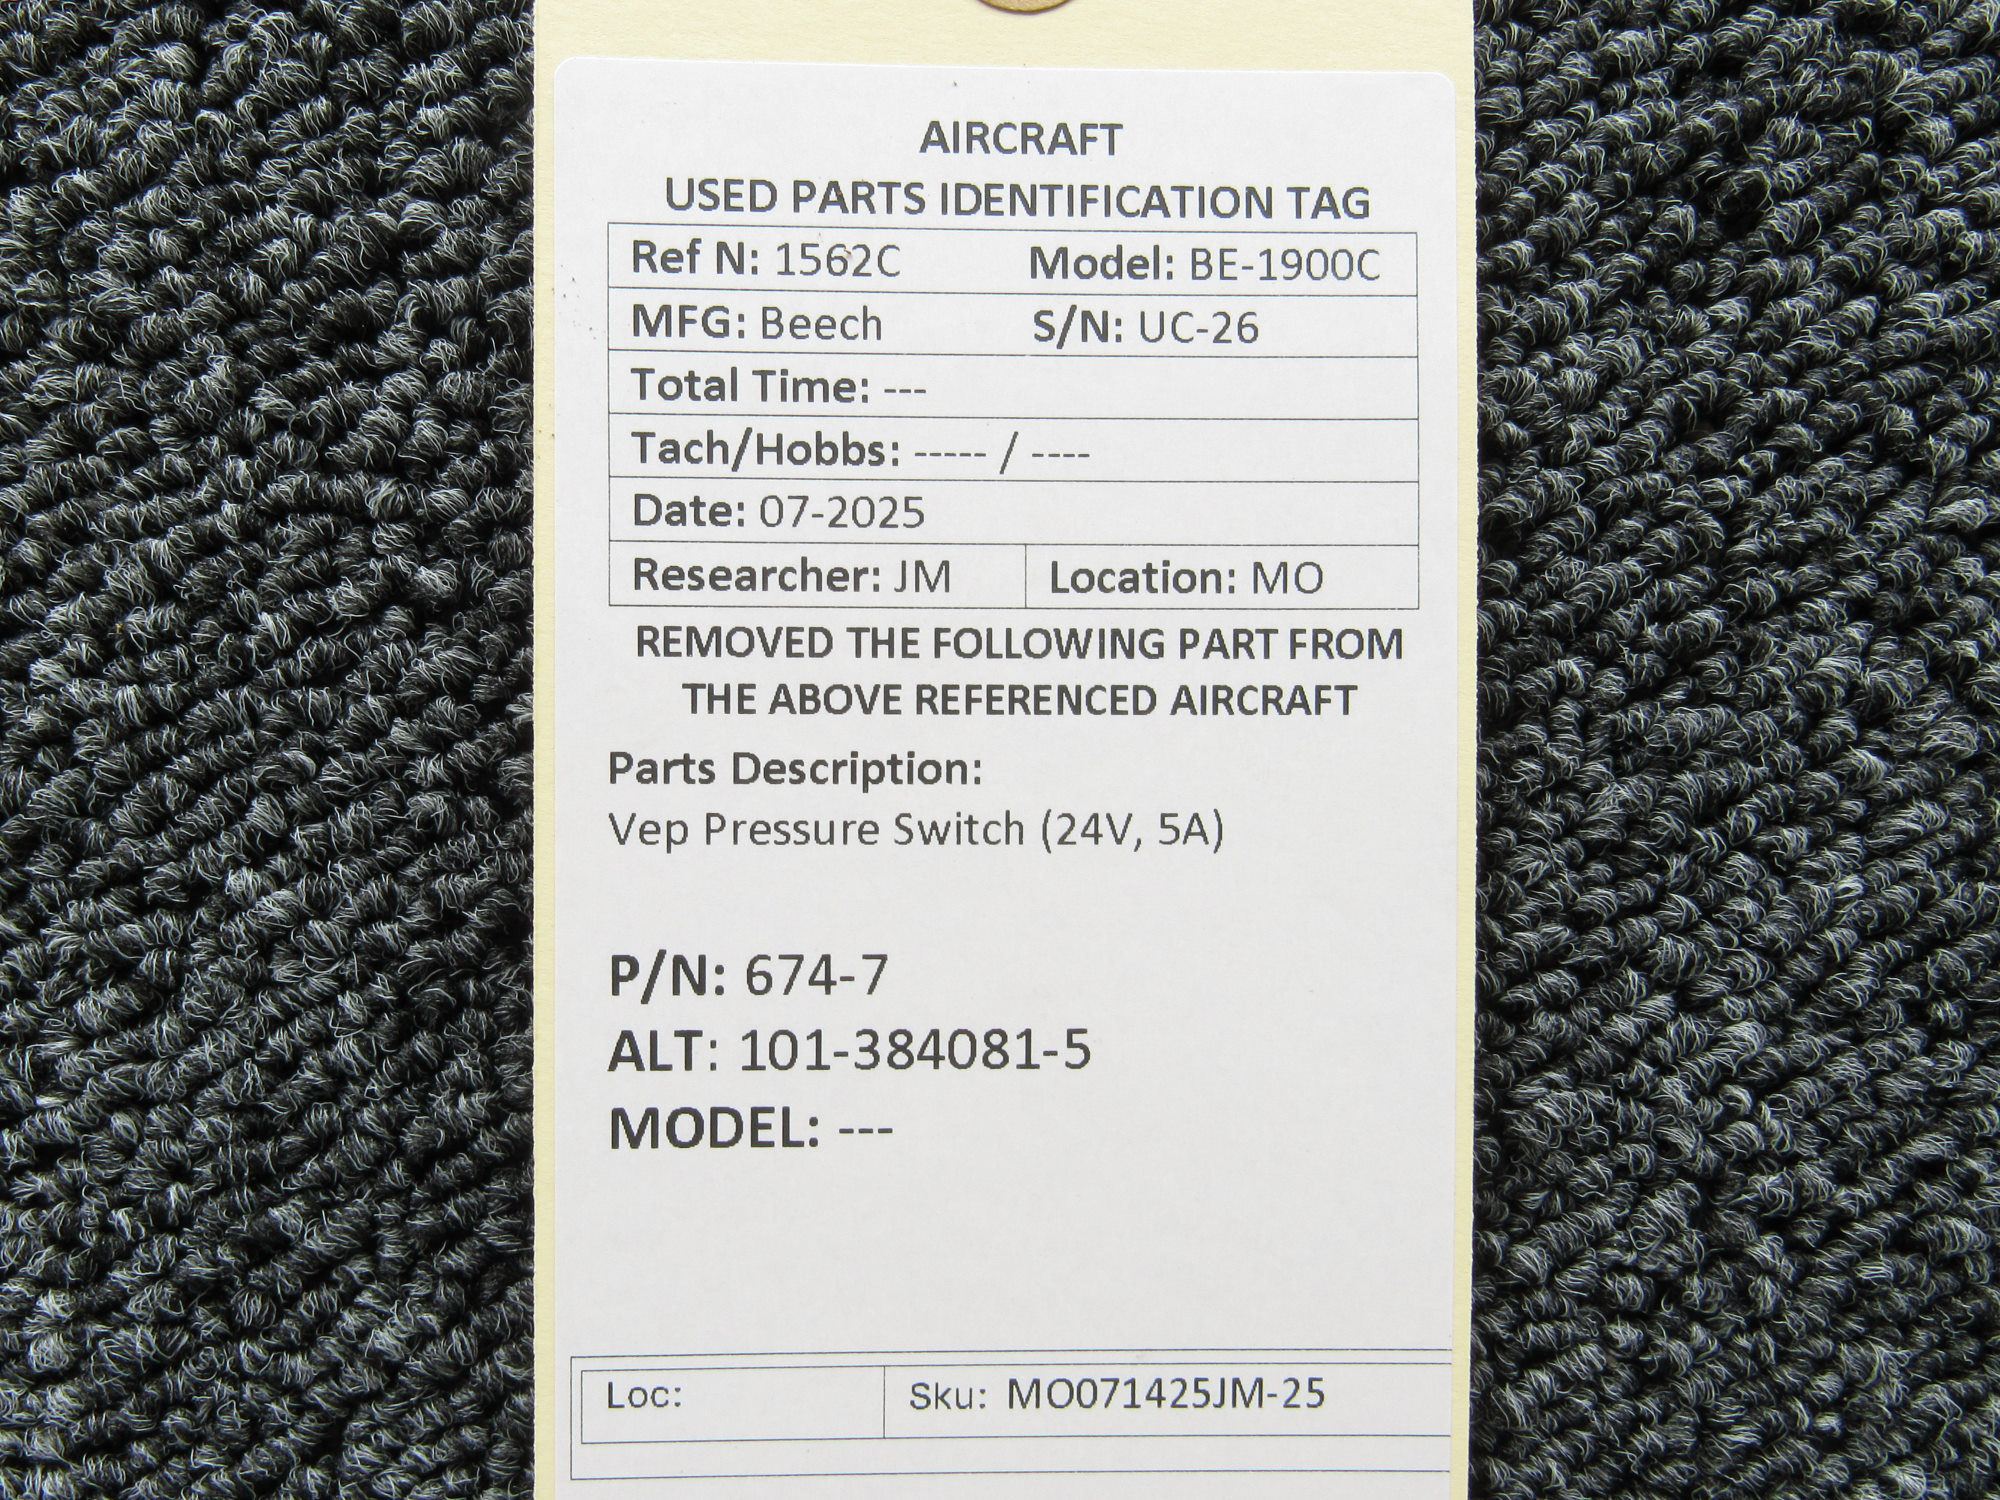 AIRCRAFT
USED PARTS IDENTIFICATION TAG
Ref N: 1562C Model: BE-1900C
MFG: Beech S/N: UC-26
Total Time: ---
Tach/Hobbs: ----- / ----
Date: 07-2025
Researcher: JM Location: MO
REMOVED THE FOLLOWING PART FROM
THE ABOVE REFERENCED AIRCRAFT
Parts Description:
Vep Pressure Switch (24V, 5A)
P/N: 674-7
ALT: 101-384081-5
MODEL: ---
Loc: Sku: MO071425JM-25